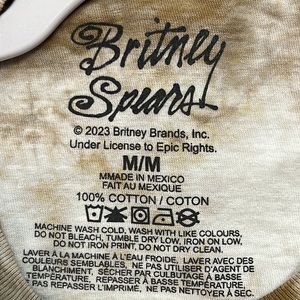 Britney
Spears
© 2023 Britney Brands, Inc.
Under License to Epic Rights.
M/M
MMADE IN MEXICO
FAIT AU MEXIQUE
100% COTTON / COTON
MACHINE WASH COLD, WASH WITH LIKE COLOURS,
DO NOT BLEACH, TUMBLE DRY LOW, IRON ON LOW,
DO NOT IRON PRINT, DO NOT DRY CLEAN.
LAVER A LA MACHINE À L'EAU FROIDE, LAVER AVEC DES
COULEURS SEMBLABLES, NE PAS UTILISER D'AGENT DE
BLANCHIMENT, SÉCHER PAR CULBUTAGE À BASSE
TEMPÉRATURE, REPASSER À BASSE TEMPÉRATURE,
PAS REPASSER L'IMPRIMÉ, NE PAS NETTOYER À SEC.